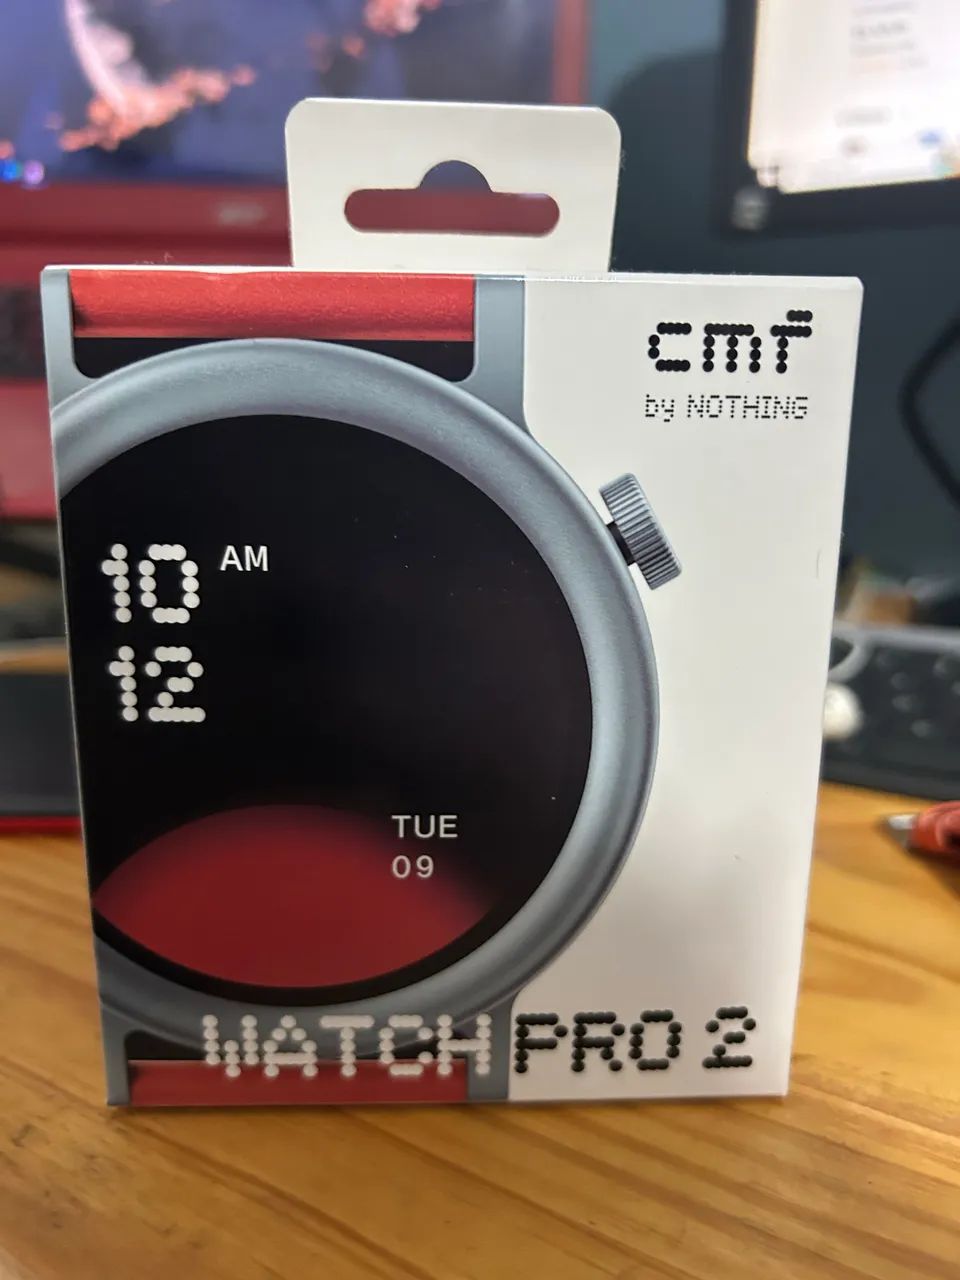 cmf
by NOTHING
10 AM
12
TUE
09
WATCH PRO 2